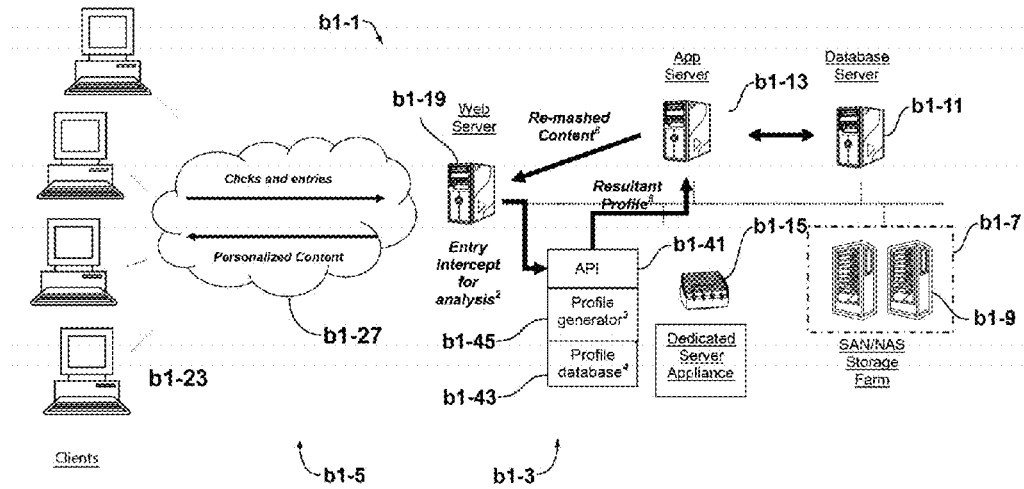 b1-1
App
Server
Database
Server
b1-13
b1-11
b1-19
Web
Server
Re-mashed
Content
Clicks and entries
Personalized Content
Resultant
Profile
b1-41
b1-15
b1-7
Entry
intercept
for
analysis²
API
Profile
generator³
Profile
database⁴
b1-45
b1-43
b1-27
b1-23
Dedicated
Server
Appliance
b1-9
SAN/NAS
Storage
Farm
Clients
b1-5
b1-3